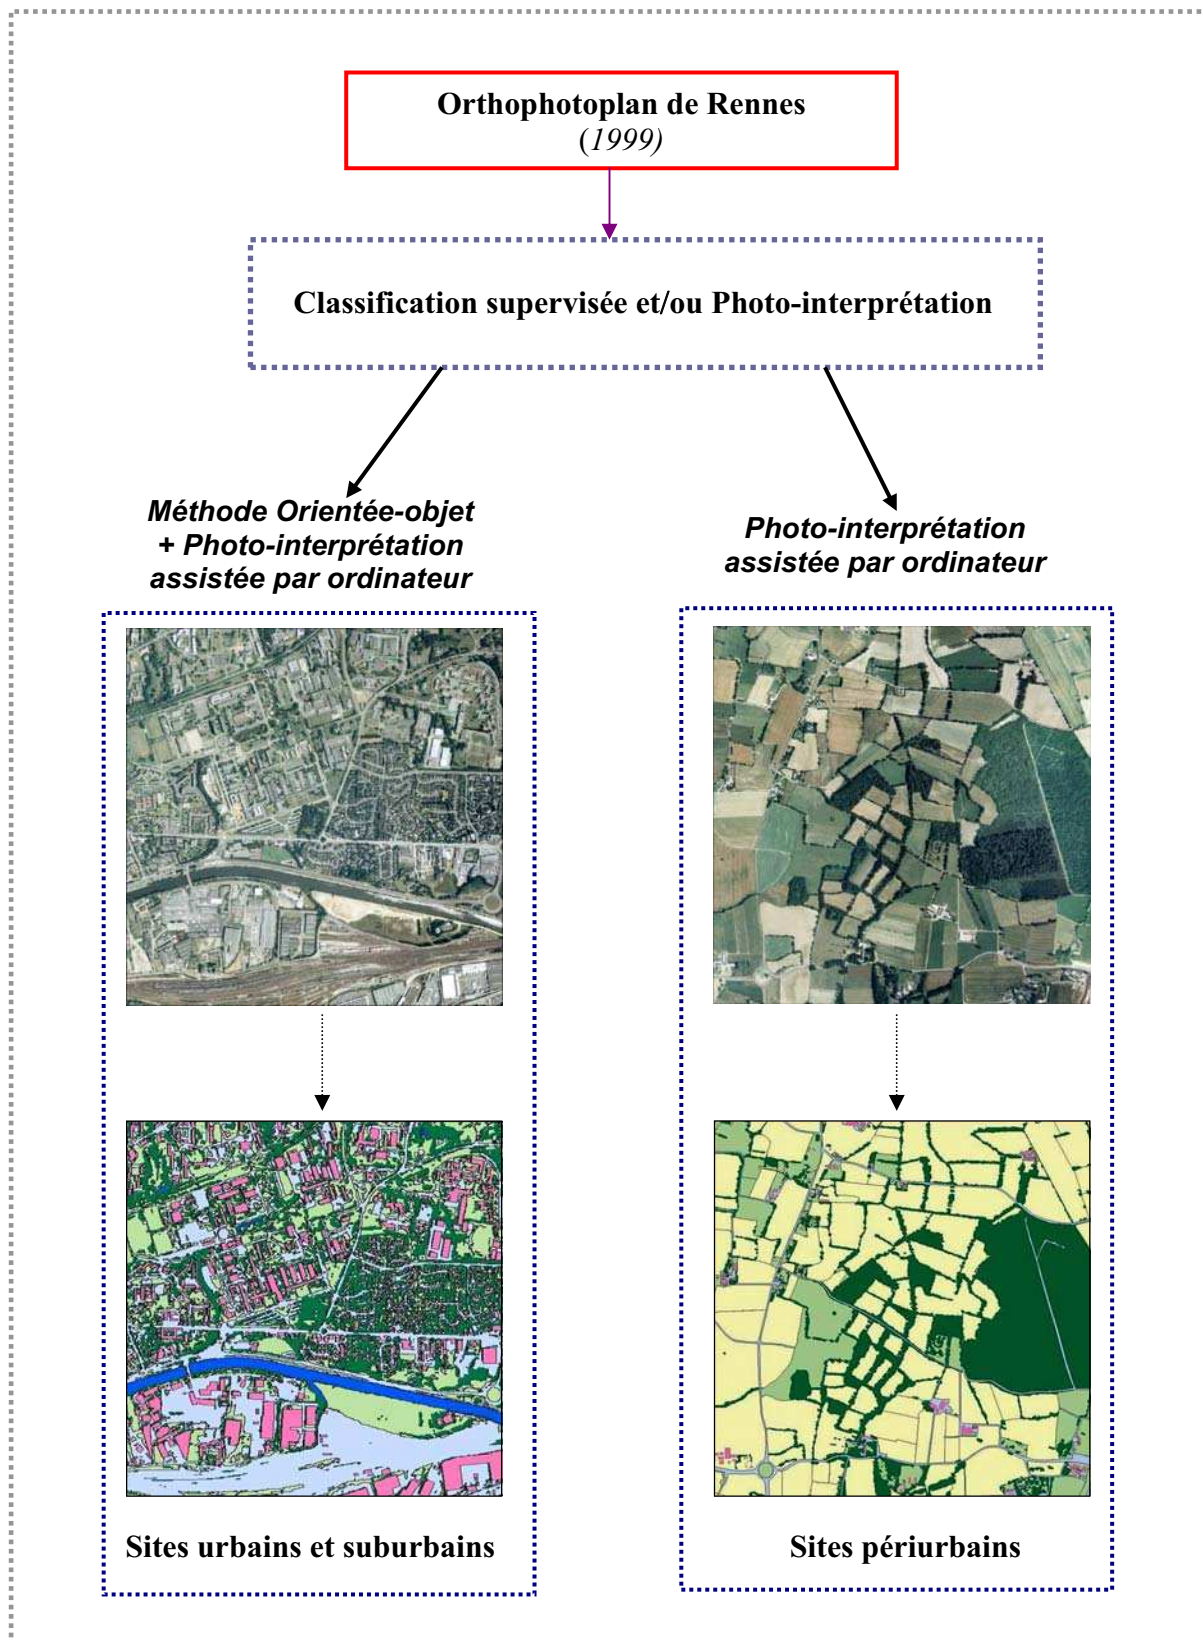 Orthophotoplan de Rennes
(1999)
Classification supervisée et/ou Photo-interprétation
Méthode Orientée-objet
+ Photo-interprétation
assistée par ordinateur
Photo-interprétation
assistée par ordinateur
Sites urbains et suburbains
Sites périurbains